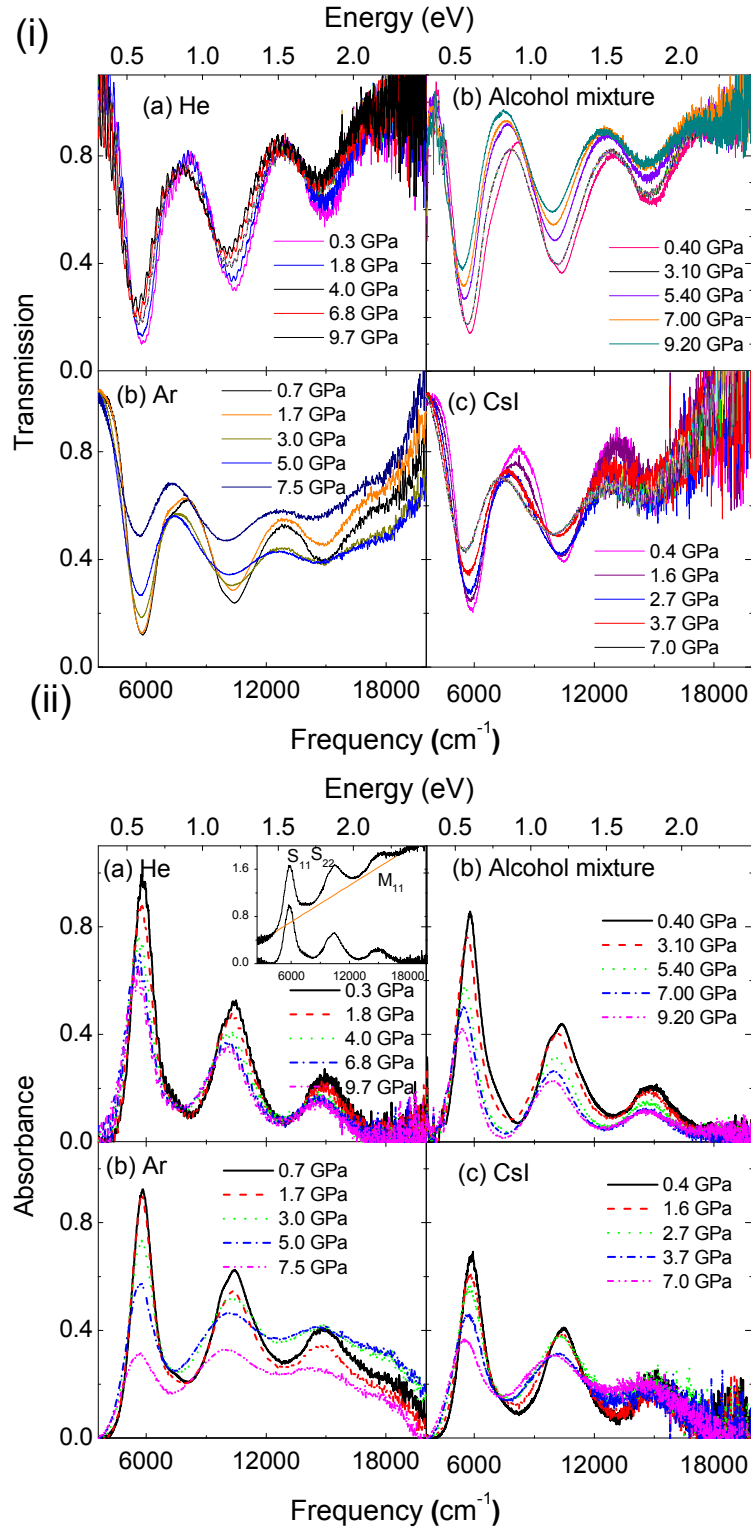 (i)
Energy (eV)
0.5 1.0 1.5 2.0 0.5 1.0 1.5 2.0
(a) He
(b) Alcohol mixture
0.8
0.4
0.0
0.3 GPa
1.8 GPa
4.0 GPa
6.8 GPa
9.7 GPa
0.40 GPa
3.10 GPa
5.40 GPa
7.00 GPa
9.20 GPa
Transmission
(b) Ar
0.7 GPa
1.7 GPa
3.0 GPa
5.0 GPa
7.5 GPa
(c) CsI
0.4 GPa
1.6 GPa
2.7 GPa
3.7 GPa
7.0 GPa
0.8
0.4
0.0
6000 12000 18000 6000 12000 18000
Frequency (cm-1)
(ii)
Energy (eV)
0.5 1.0 1.5 2.0 0.5 1.0 1.5 2.0
(a) He
S11 S22
M11
1.6
0.8
0.0
6000 12000 18000
0.3 GPa
1.8 GPa
4.0 GPa
6.8 GPa
9.7 GPa
(b) Alcohol mixture
0.40 GPa
3.10 GPa
5.40 GPa
7.00 GPa
9.20 GPa
0.8
0.4
0.0
Absorbance
(b) Ar
0.7 GPa
1.7 GPa
3.0 GPa
5.0 GPa
7.5 GPa
(c) CsI
0.4 GPa
1.6 GPa
2.7 GPa
3.7 GPa
7.0 GPa
0.8
0.4
0.0
6000 12000 18000 6000 12000 18000
Frequency (cm-1)